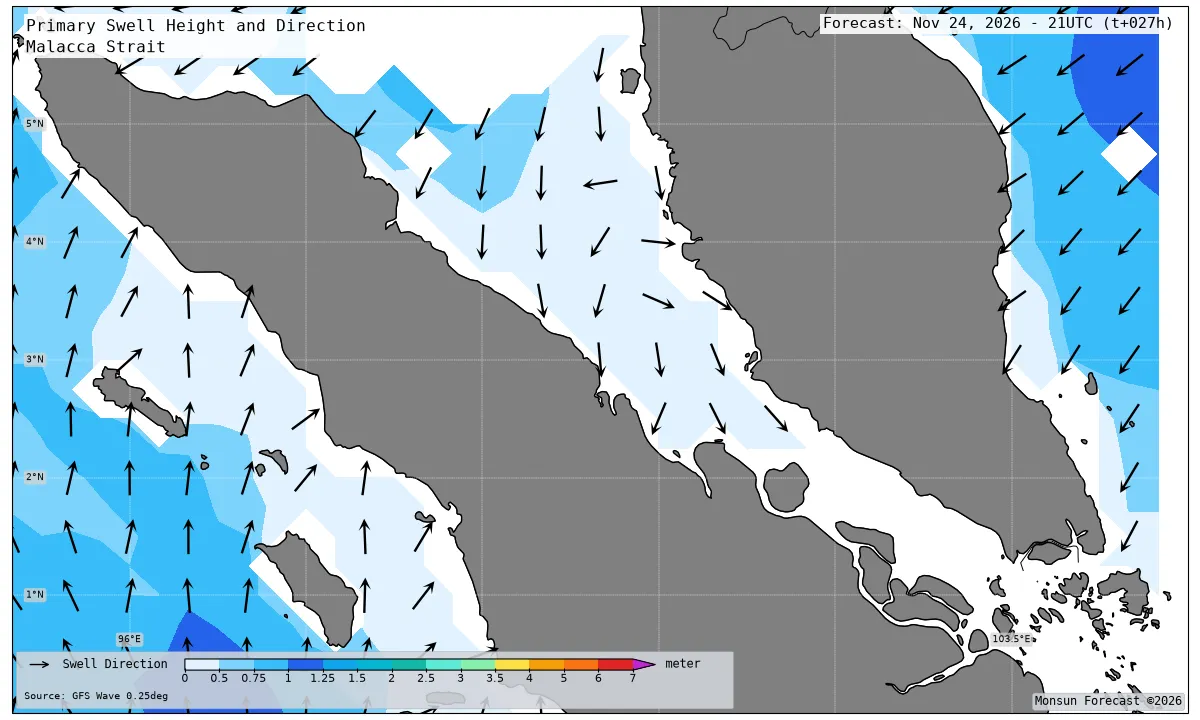 Primary Swell Height and Direction
Malacca Strait
Forecast: Nov 24, 2026 - 21UTC (t+027h)
5°N
4°N
3°N
2°N
1°N
96°E
103.5°E
Swell Direction
0 0.5 0.75 1 1.25 1.5 2 2.5 3 3.5 4 5 6 7
meter
Source: GFS Wave 0.25deg
Monsun Forecast ©2026